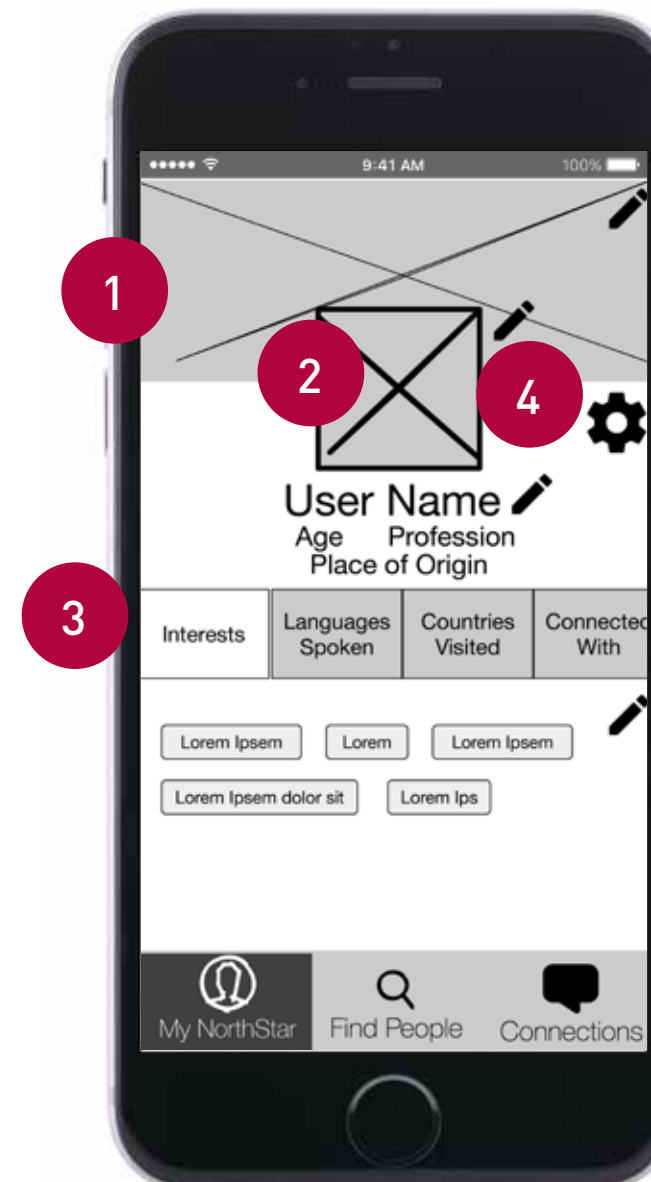 9:41 AM 100%
1
2
4
User Name
Age Profession
Place of Origin
3
Interests
Languages Spoken
Countries Visited
Connected With
Lorem Ipsem
Lorem
Lorem Ipsem
Lorem Ipsem dolor sit
Lorem Ips
My NorthStar
Find People
Connections